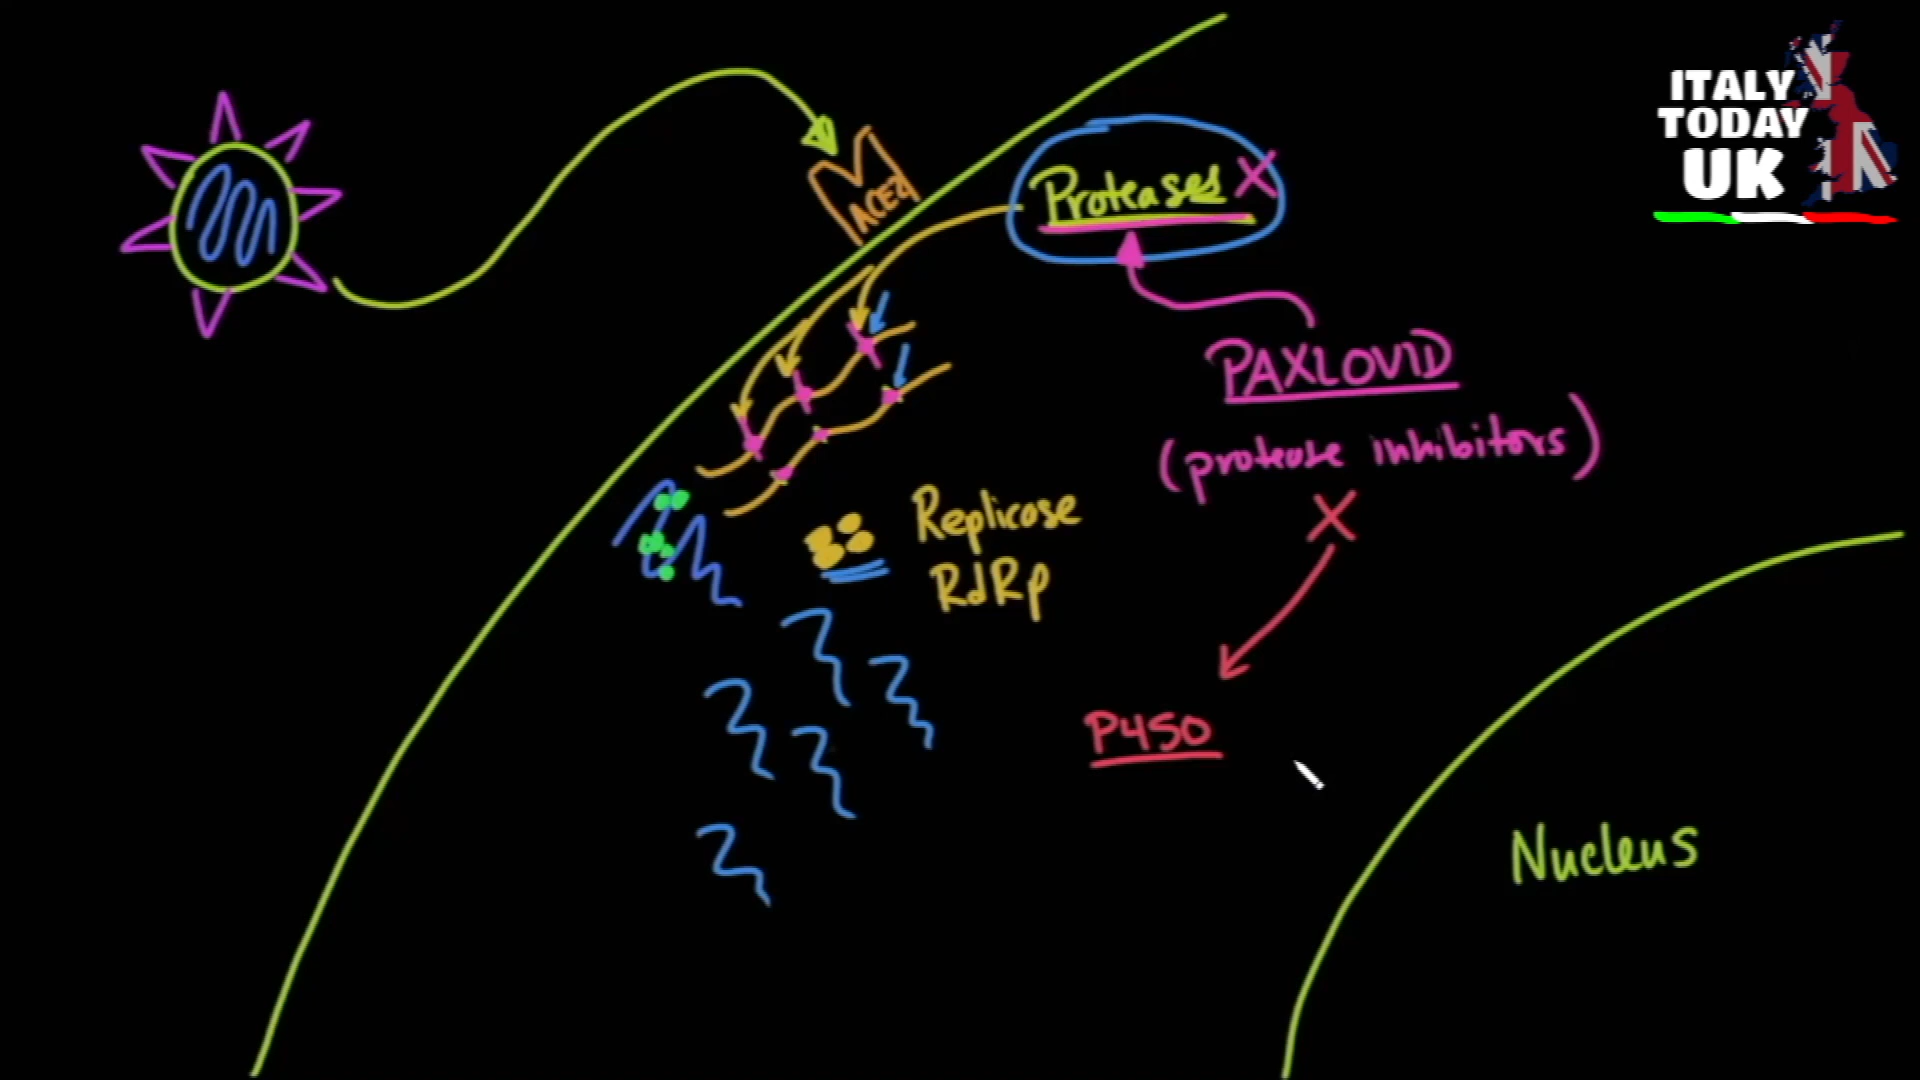 ITALY
TODAY
UK
ACE2
Proteases X
PAXLOVID
(protease inhibitors)
X
Replicase
RdRp
P450
Nucleus